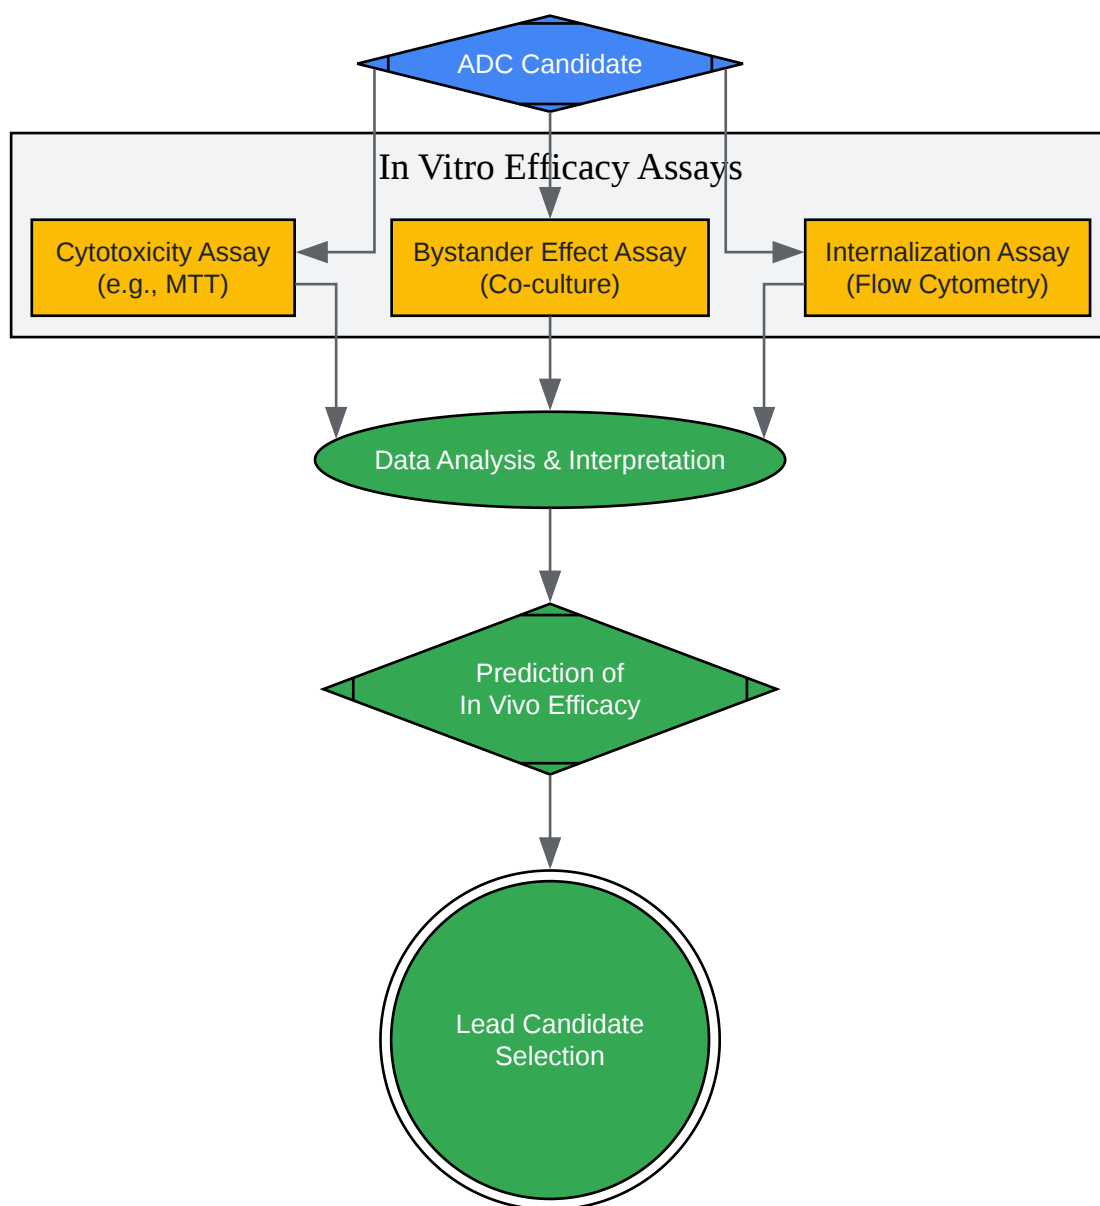 ADC Candidate
In Vitro Efficacy Assays
Cytotoxicity Assay
(e.g., MTT)
Bystander Effect Assay
(Co-culture)
Internalization Assay
(Flow Cytometry)
Data Analysis & Interpretation
Prediction of
In Vivo Efficacy
Lead Candidate
Selection